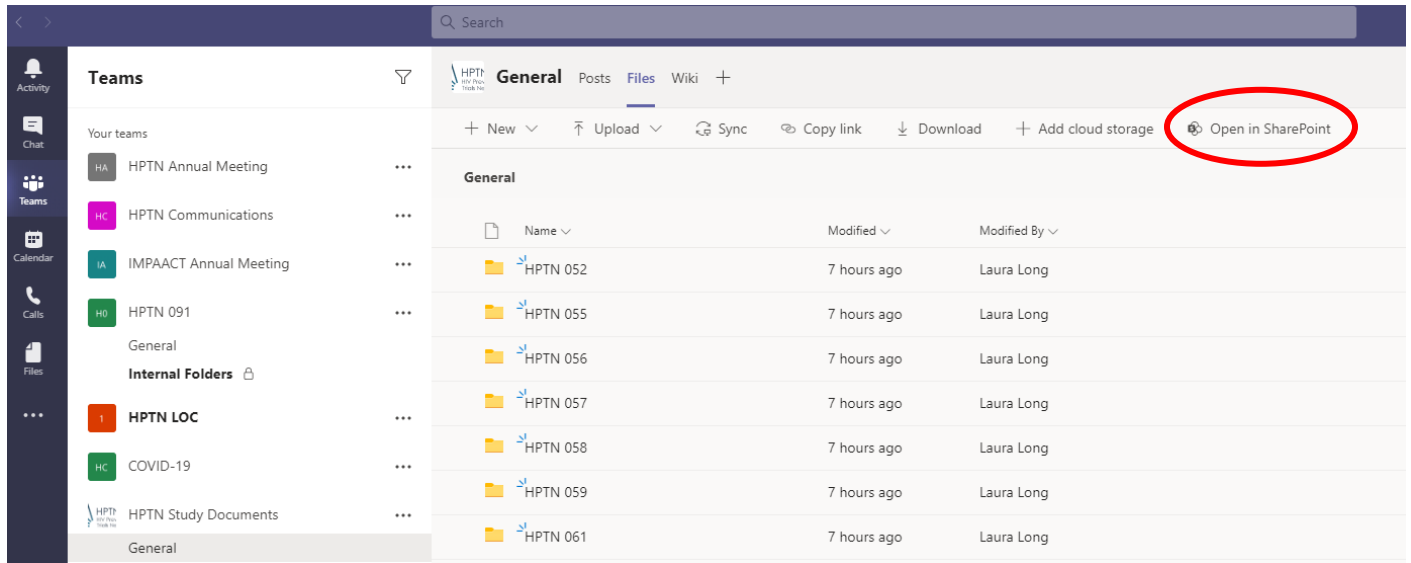 Search
Activity
Chat
Teams
Calendar
Calls
Files
Teams
Your teams
HA HPTN Annual Meeting
HC HPTN Communications
IA IMPAACT Annual Meeting
H0 HPTN 091
General
Internal Folders
1 HPTN LOC
HC COVID-19
HPTN HPTN Study Documents
General
HPTN General Posts Files Wiki
New Upload Sync Copy link Download Add cloud storage Open in SharePoint
General
Name Modified Modified By
HPTN 052 7 hours ago Laura Long
HPTN 055 7 hours ago Laura Long
HPTN 056 7 hours ago Laura Long
HPTN 057 7 hours ago Laura Long
HPTN 058 7 hours ago Laura Long
HPTN 059 7 hours ago Laura Long
HPTN 061 7 hours ago Laura Long